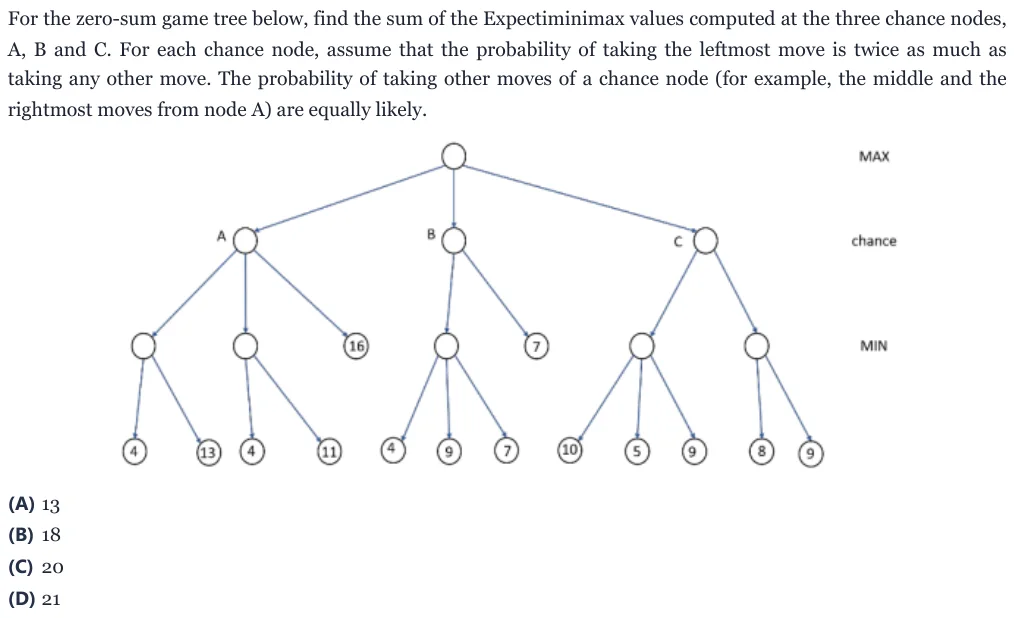 For the zero-sum game tree below, find the sum of the Expectiminimax values computed at the three chance nodes,
A, B and C. For each chance node, assume that the probability of taking the leftmost move is twice as much as
taking any other move. The probability of taking other moves of a chance node (for example, the middle and the
rightmost moves from node A) are equally likely.
MAX
A B C chance
16 7 MIN
4 13 4 11 4 9 7 10 5 9 8 9
(A) 13
(B) 18
(C) 20
(D) 21